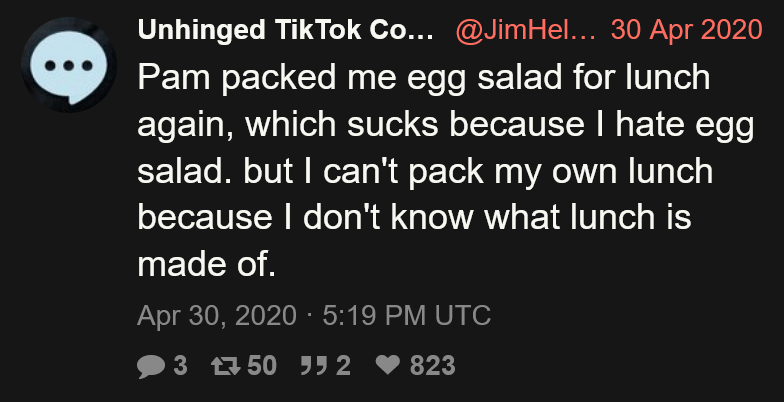 Unhinged TikTok Co... @JimHel... 30 Apr 2020
Pam packed me egg salad for lunch
again, which sucks because I hate egg
salad. but I can't pack my own lunch
because I don't know what lunch is
made of.
Apr 30, 2020 · 5:19 PM UTC
3 50 2 823